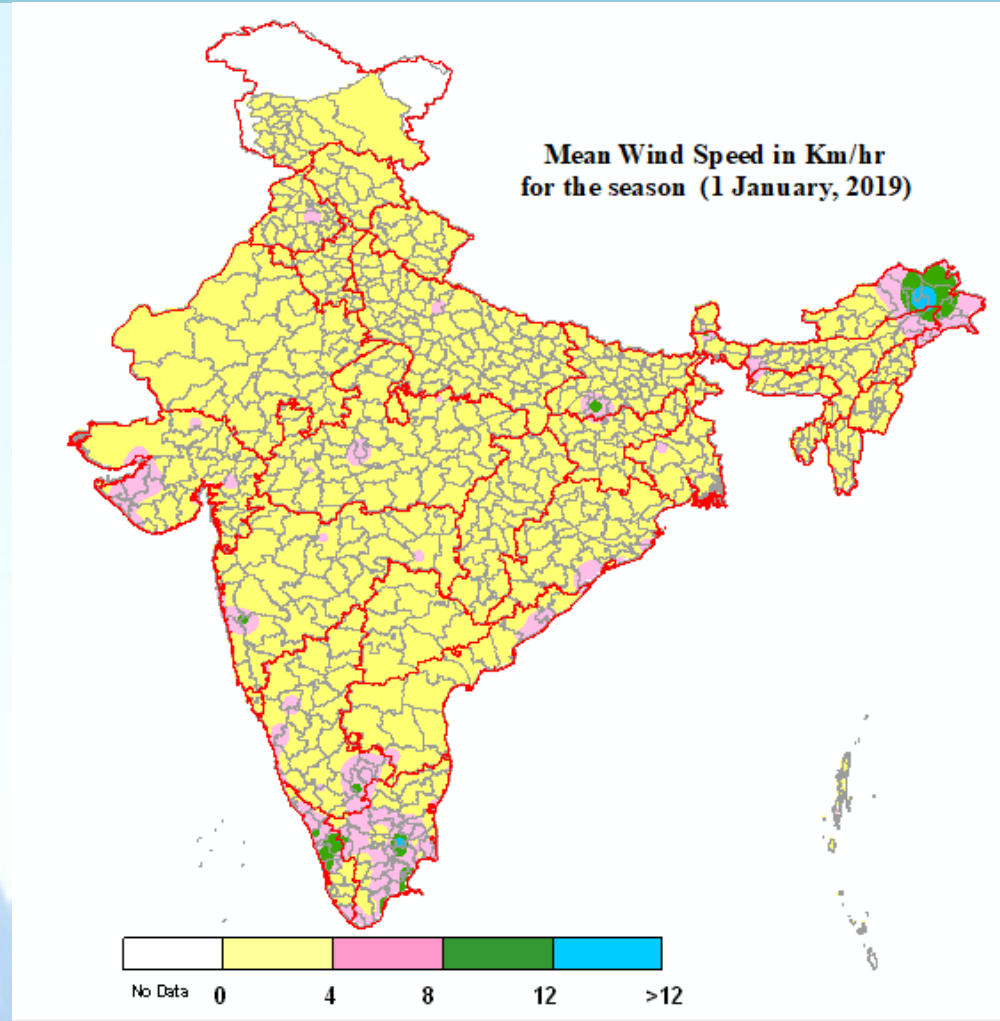 Mean Wind Speed in Km/hr
for the season (1 January, 2019)
No Data 0 4 8 12 >12